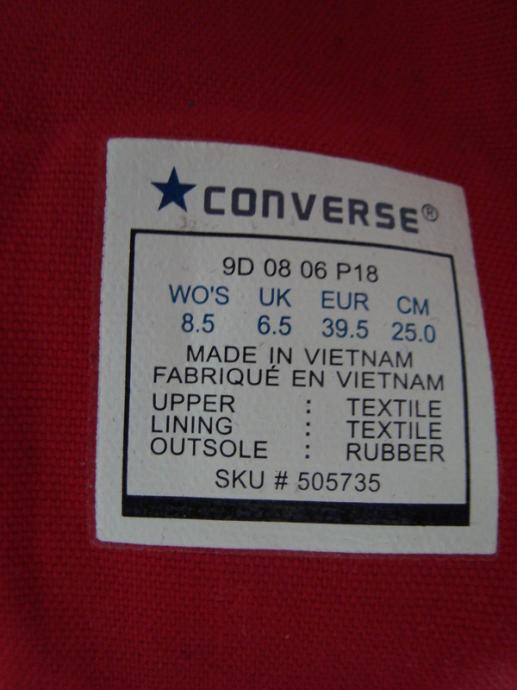 ★CONVERSE®
9D 08 06 P18
WO'S UK EUR CM
8.5 6.5 39.5 25.0
MADE IN VIETNAM
FABRIQUÉ EN VIETNAM
UPPER : TEXTILE
LINING : TEXTILE
OUTSOLE : RUBBER
SKU # 505735